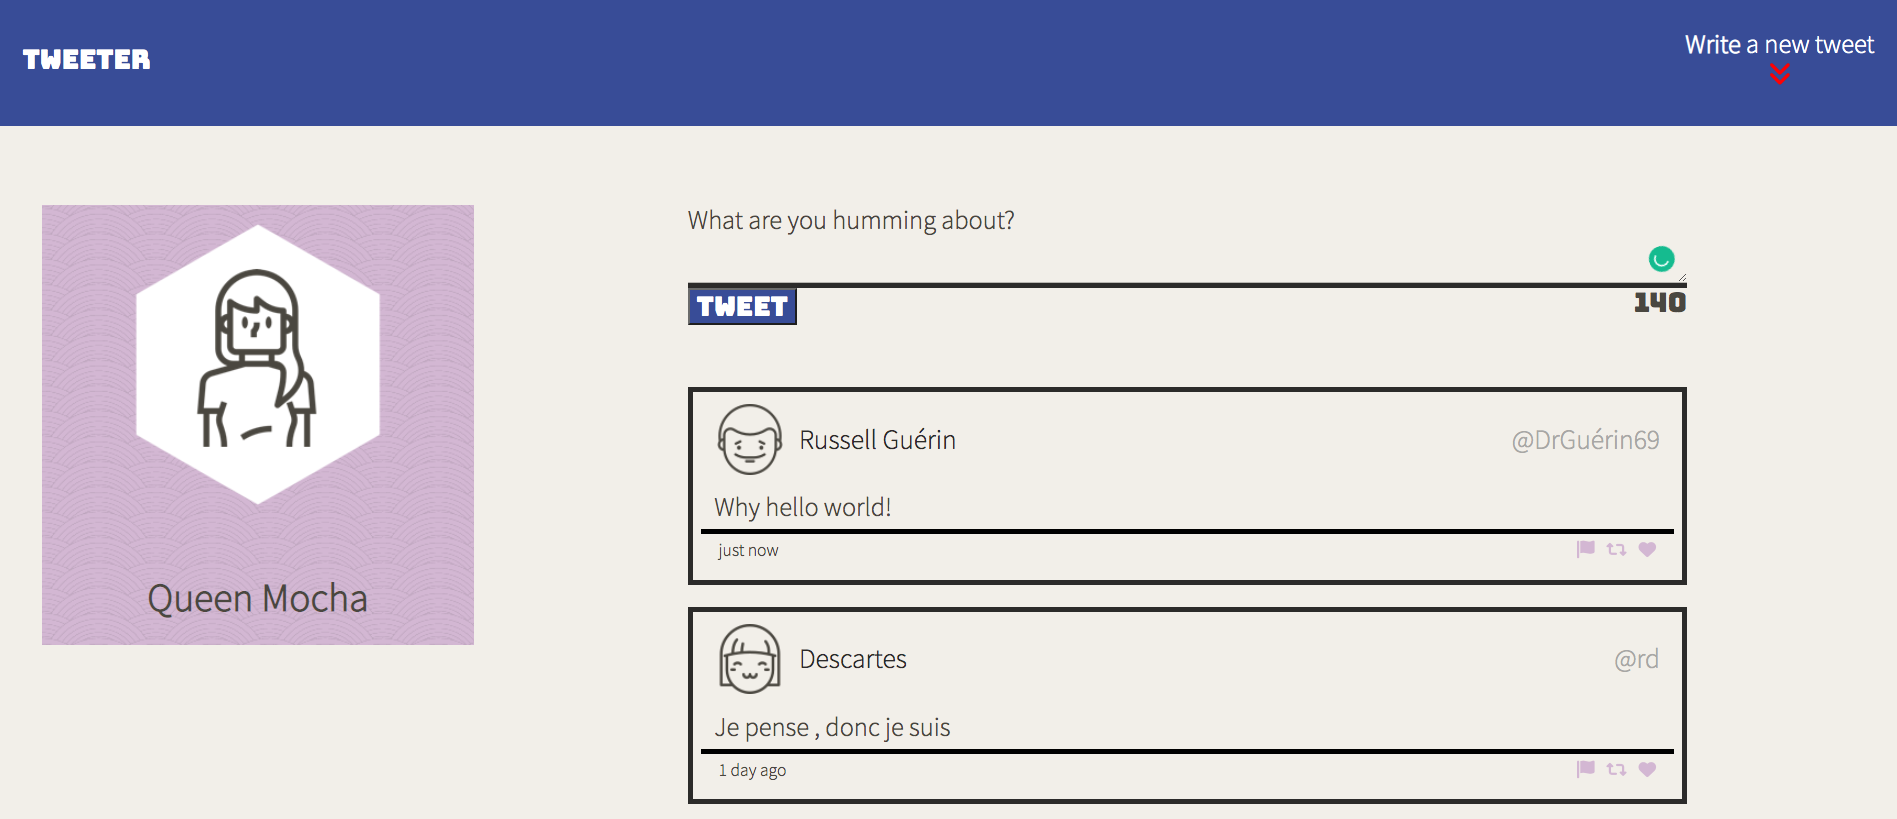 TWEETER
Write a new tweet
Queen Mocha
What are you humming about?
TWEET
140
Russell Guérin
@DrGuérin69
Why hello world!
just now
Descartes
@rd
Je pense , donc je suis
1 day ago